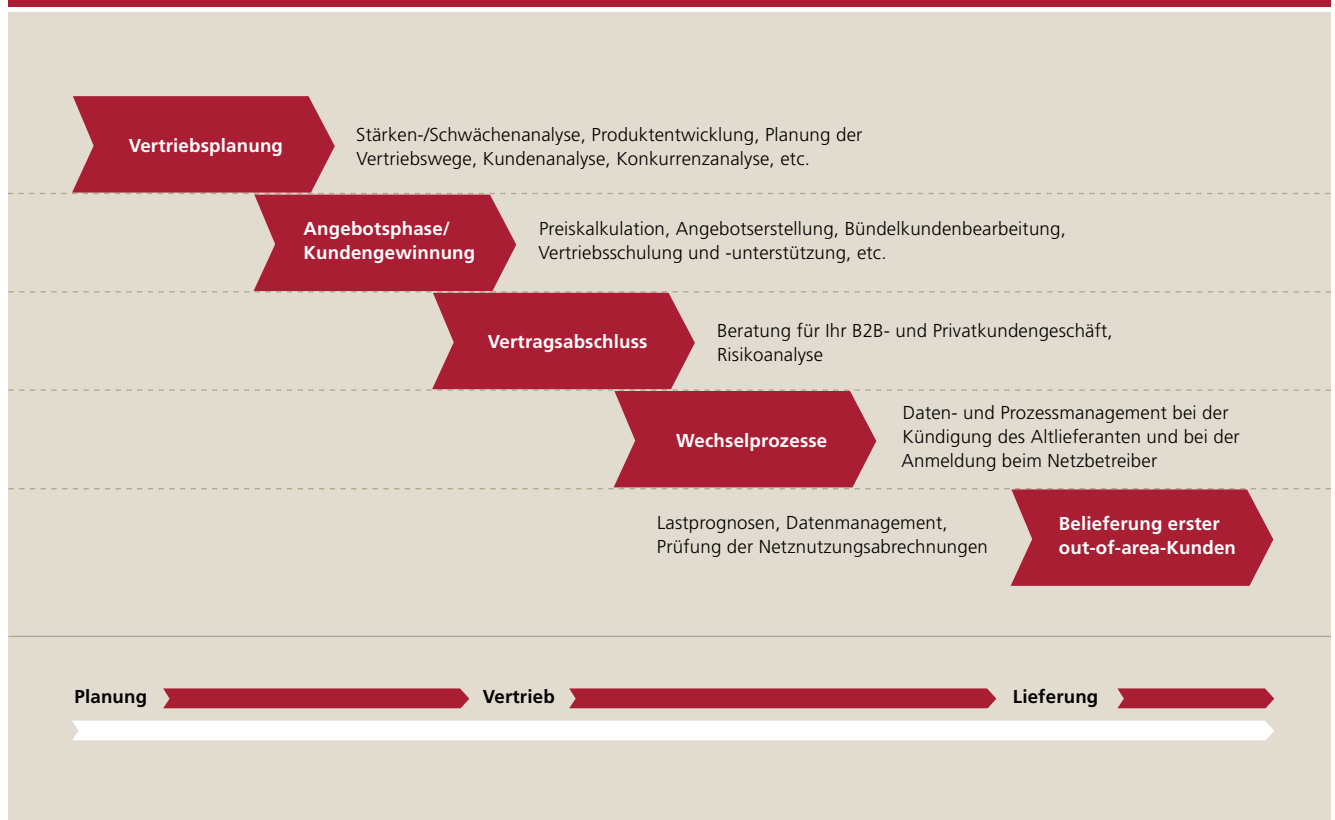 Vertriebsplanung
Stärken-/Schwächenanalyse, Produktentwicklung, Planung der
Vertriebswege, Kundenanalyse, Konkurrenzanalyse, etc.
Angebotsphase/
Kundengewinnung
Preiskalkulation, Angebotserstellung, Bündelkundenbearbeitung,
Vertriebsschulung und -unterstützung, etc.
Vertragsabschluss
Beratung für Ihr B2B- und Privatkundengeschäft,
Risikoanalyse
Wechselprozesse
Daten- und Prozessmanagement bei der
Kündigung des Altlieferanten und bei der
Anmeldung beim Netzbetreiber
Lastprognosen, Datenmanagement,
Prüfung der Netznutzungsabrechnungen
Belieferung erster
out-of-area-Kunden
Planung
Vertrieb
Lieferung